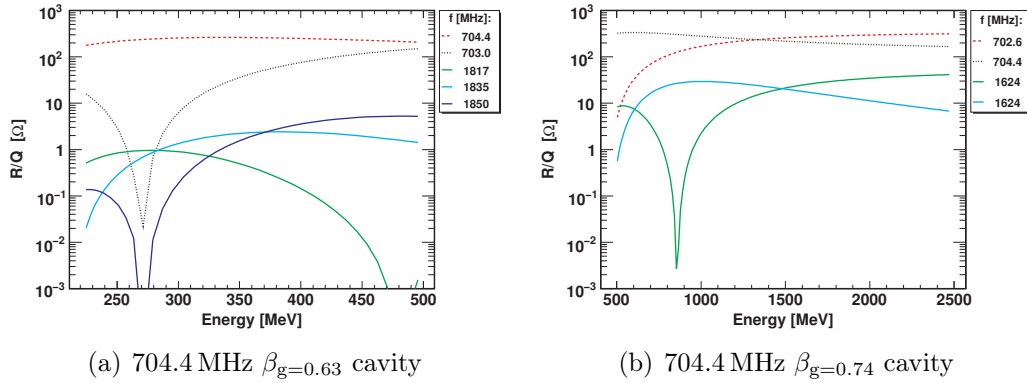 10³
10²
10
1
10⁻¹
10⁻²
10⁻³
R/Q [Ω]
250 300 350 400 450 500
Energy [MeV]
f [MHz]:
704.4
703.0
1817
1835
1850
(a) 704.4 MHz βg=0.63 cavity
10³
10²
10
1
10⁻¹
10⁻²
10⁻³
R/Q [Ω]
500 1000 1500 2000 2500
Energy [MeV]
f [MHz]:
702.6
704.4
1624
1624
(b) 704.4 MHz βg=0.74 cavity